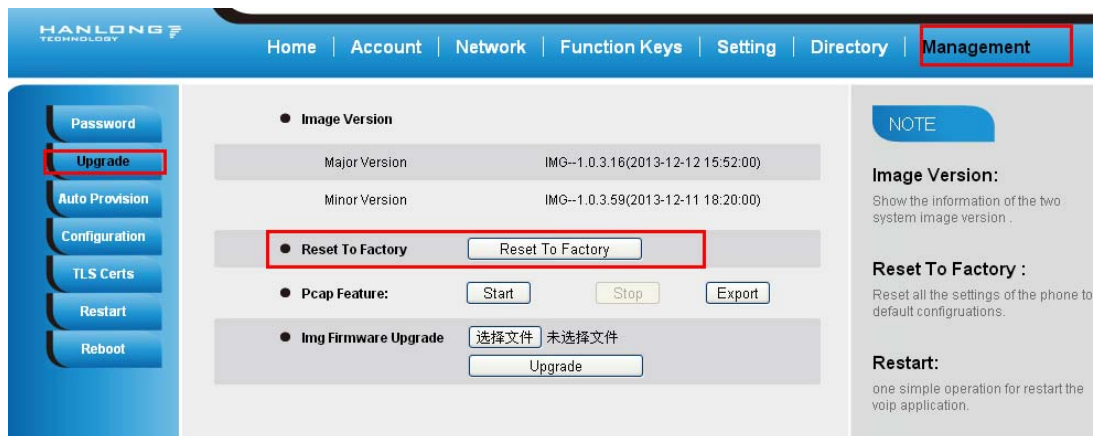 HANLONG
TECHNOLOGY
Home | Account | Network | Function Keys | Setting | Directory | Management
Password
Upgrade
Auto Provision
Configuration
TLS Certs
Restart
Reboot
Image Version
Major Version IMG--1.0.3.16(2013-12-12 15:52:00)
Minor Version IMG--1.0.3.59(2013-12-11 18:20:00)
Reset To Factory Reset To Factory
Pcap Feature: Start Stop Export
Img Firmware Upgrade 选择文件 未选择文件
Upgrade
NOTE
Image Version:
Show the information of the two
system image version .
Reset To Factory :
Reset all the settings of the phone to
default configruations.
Restart:
one simple operation for restart the
voip application.